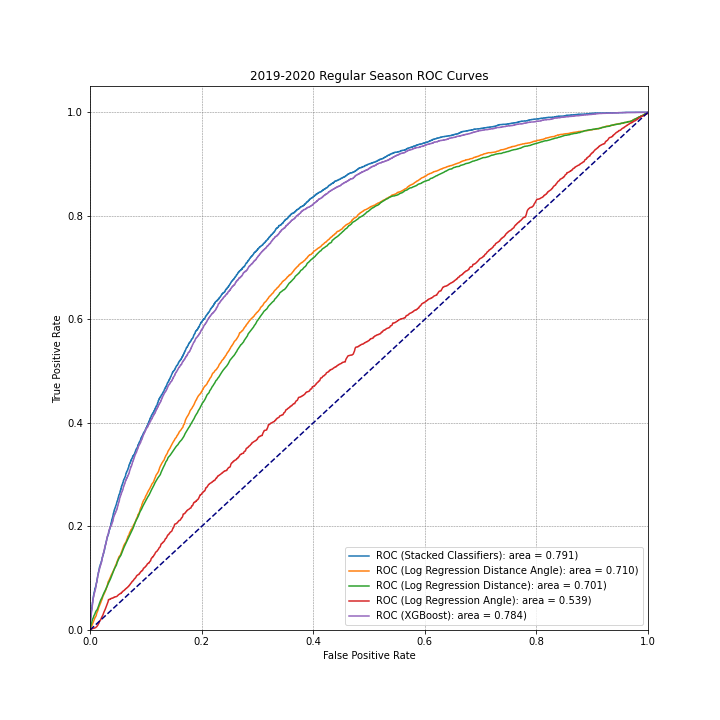 2019-2020 Regular Season ROC Curves
True Positive Rate
1.0
0.8
0.6
0.4
0.2
0.0
ROC (Stacked Classifiers): area = 0.791)
ROC (Log Regression Distance Angle): area = 0.710)
ROC (Log Regression Distance): area = 0.701)
ROC (Log Regression Angle): area = 0.539)
ROC (XGBoost): area = 0.784)
0.0 0.2 0.4 0.6 0.8 1.0
False Positive Rate